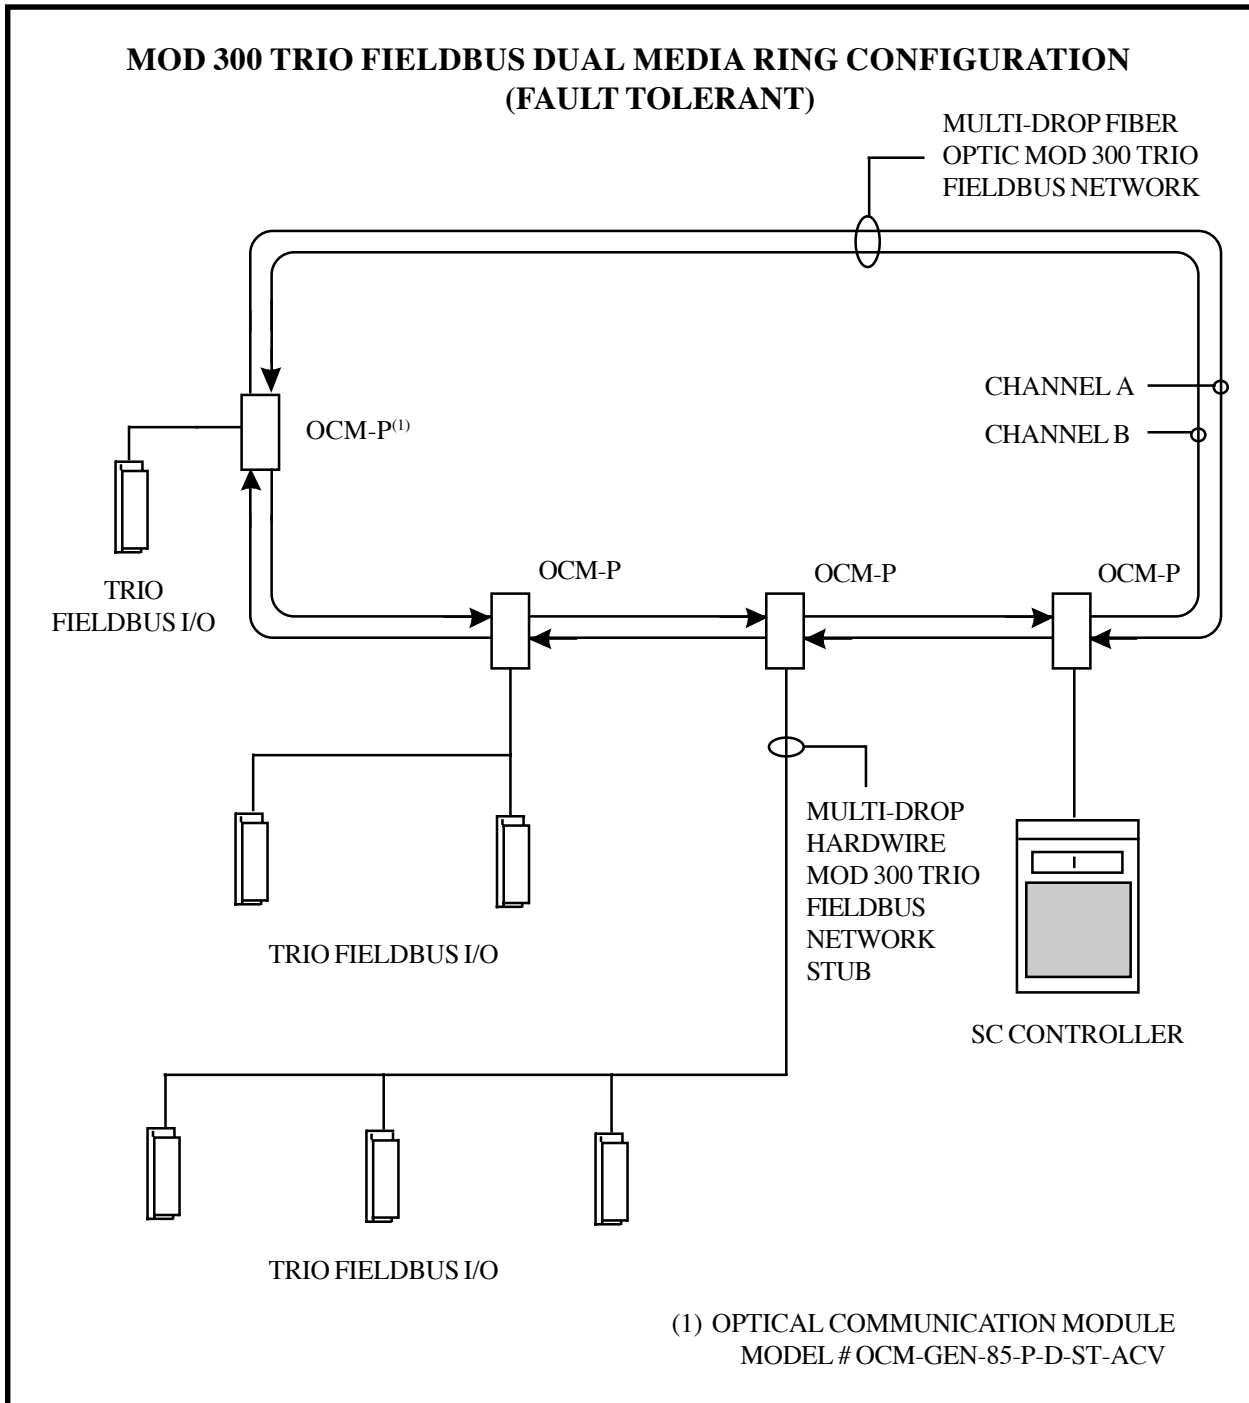 MOD 300 TRIO FIELDBUS DUAL MEDIA RING CONFIGURATION
(FAULT TOLERANT)
MULTI-DROP FIBER
OPTIC MOD 300 TRIO
FIELDBUS NETWORK
CHANNEL A
CHANNEL B
OCM-P(1)
TRIO
FIELDBUS I/O
OCM-P
OCM-P
OCM-P
MULTI-DROP
HARDWIRE
MOD 300 TRIO
FIELDBUS
NETWORK
STUB
TRIO FIELDBUS I/O
SC CONTROLLER
TRIO FIELDBUS I/O
(1) OPTICAL COMMUNICATION MODULE
MODEL # OCM-GEN-85-P-D-ST-ACV